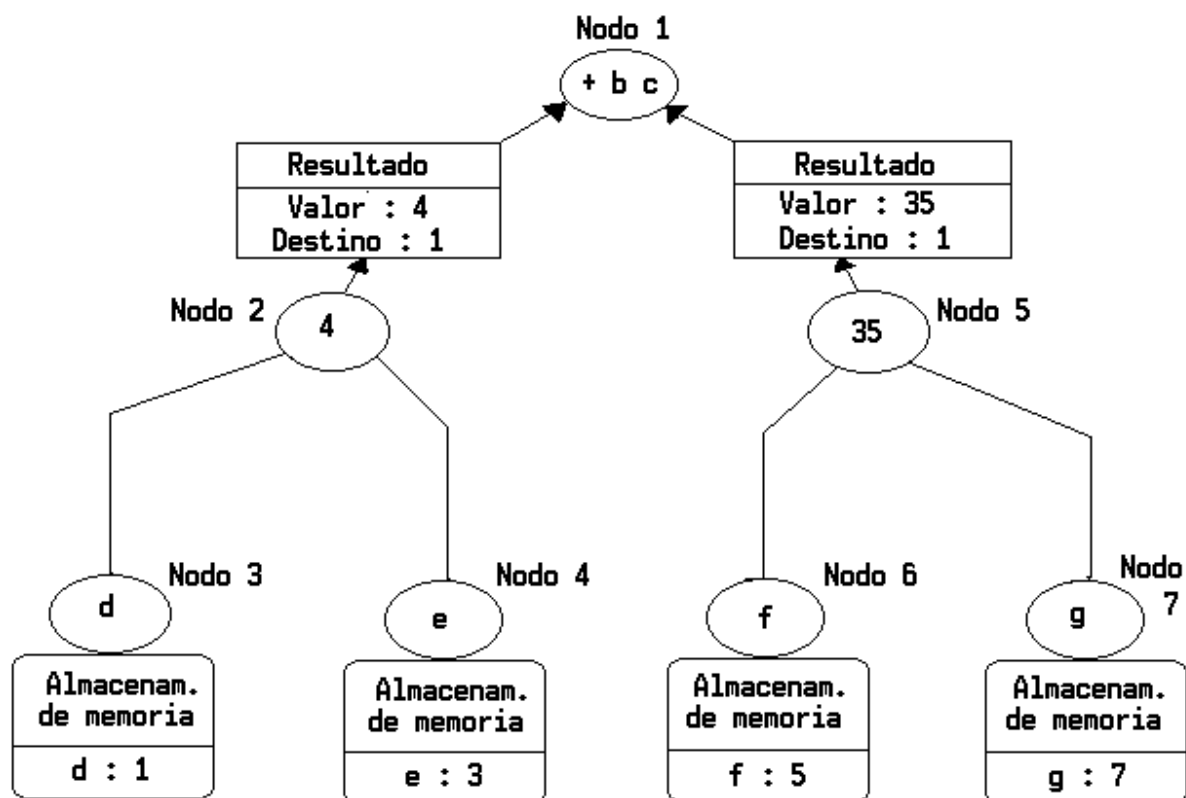 Nodo 1
+ b c
Resultado
Valor : 4
Destino : 1
Resultado
Valor : 35
Destino : 1
Nodo 2
4
35
Nodo 5
d
Nodo 3
e
Nodo 4
f
Nodo 6
g
Nodo
7
Almacenam.
de memoria
d : 1
Almacenam.
de memoria
e : 3
Almacenam.
de memoria
f : 5
Almacenam.
de memoria
g : 7